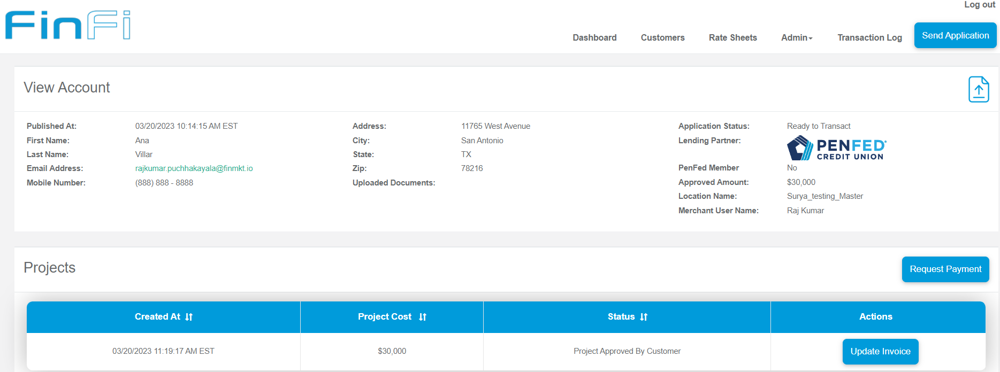 Log out
FinFi
Dashboard Customers Rate Sheets Admin Transaction Log Send Application
View Account
Published At: 03/20/2023 10:14:15 AM EST Address: 11765 West Avenue Application Status: Ready to Transact
First Name: Ana City: San Antonio Lending Partner: PENFED CREDIT UNION
Last Name: Villar State: TX
Email Address: rajkumar.puchhakayala@finmkt.io Zip: 78216 PenFed Member No
Mobile Number: (888) 888 - 8888 Uploaded Documents: Approved Amount: $30,000
Location Name: Surya_testing_Master
Merchant User Name: Raj Kumar
Projects Request Payment
Created At Project Cost Status Actions
03/20/2023 11:19:17 AM EST $30,000 Project Approved By Customer Update Invoice